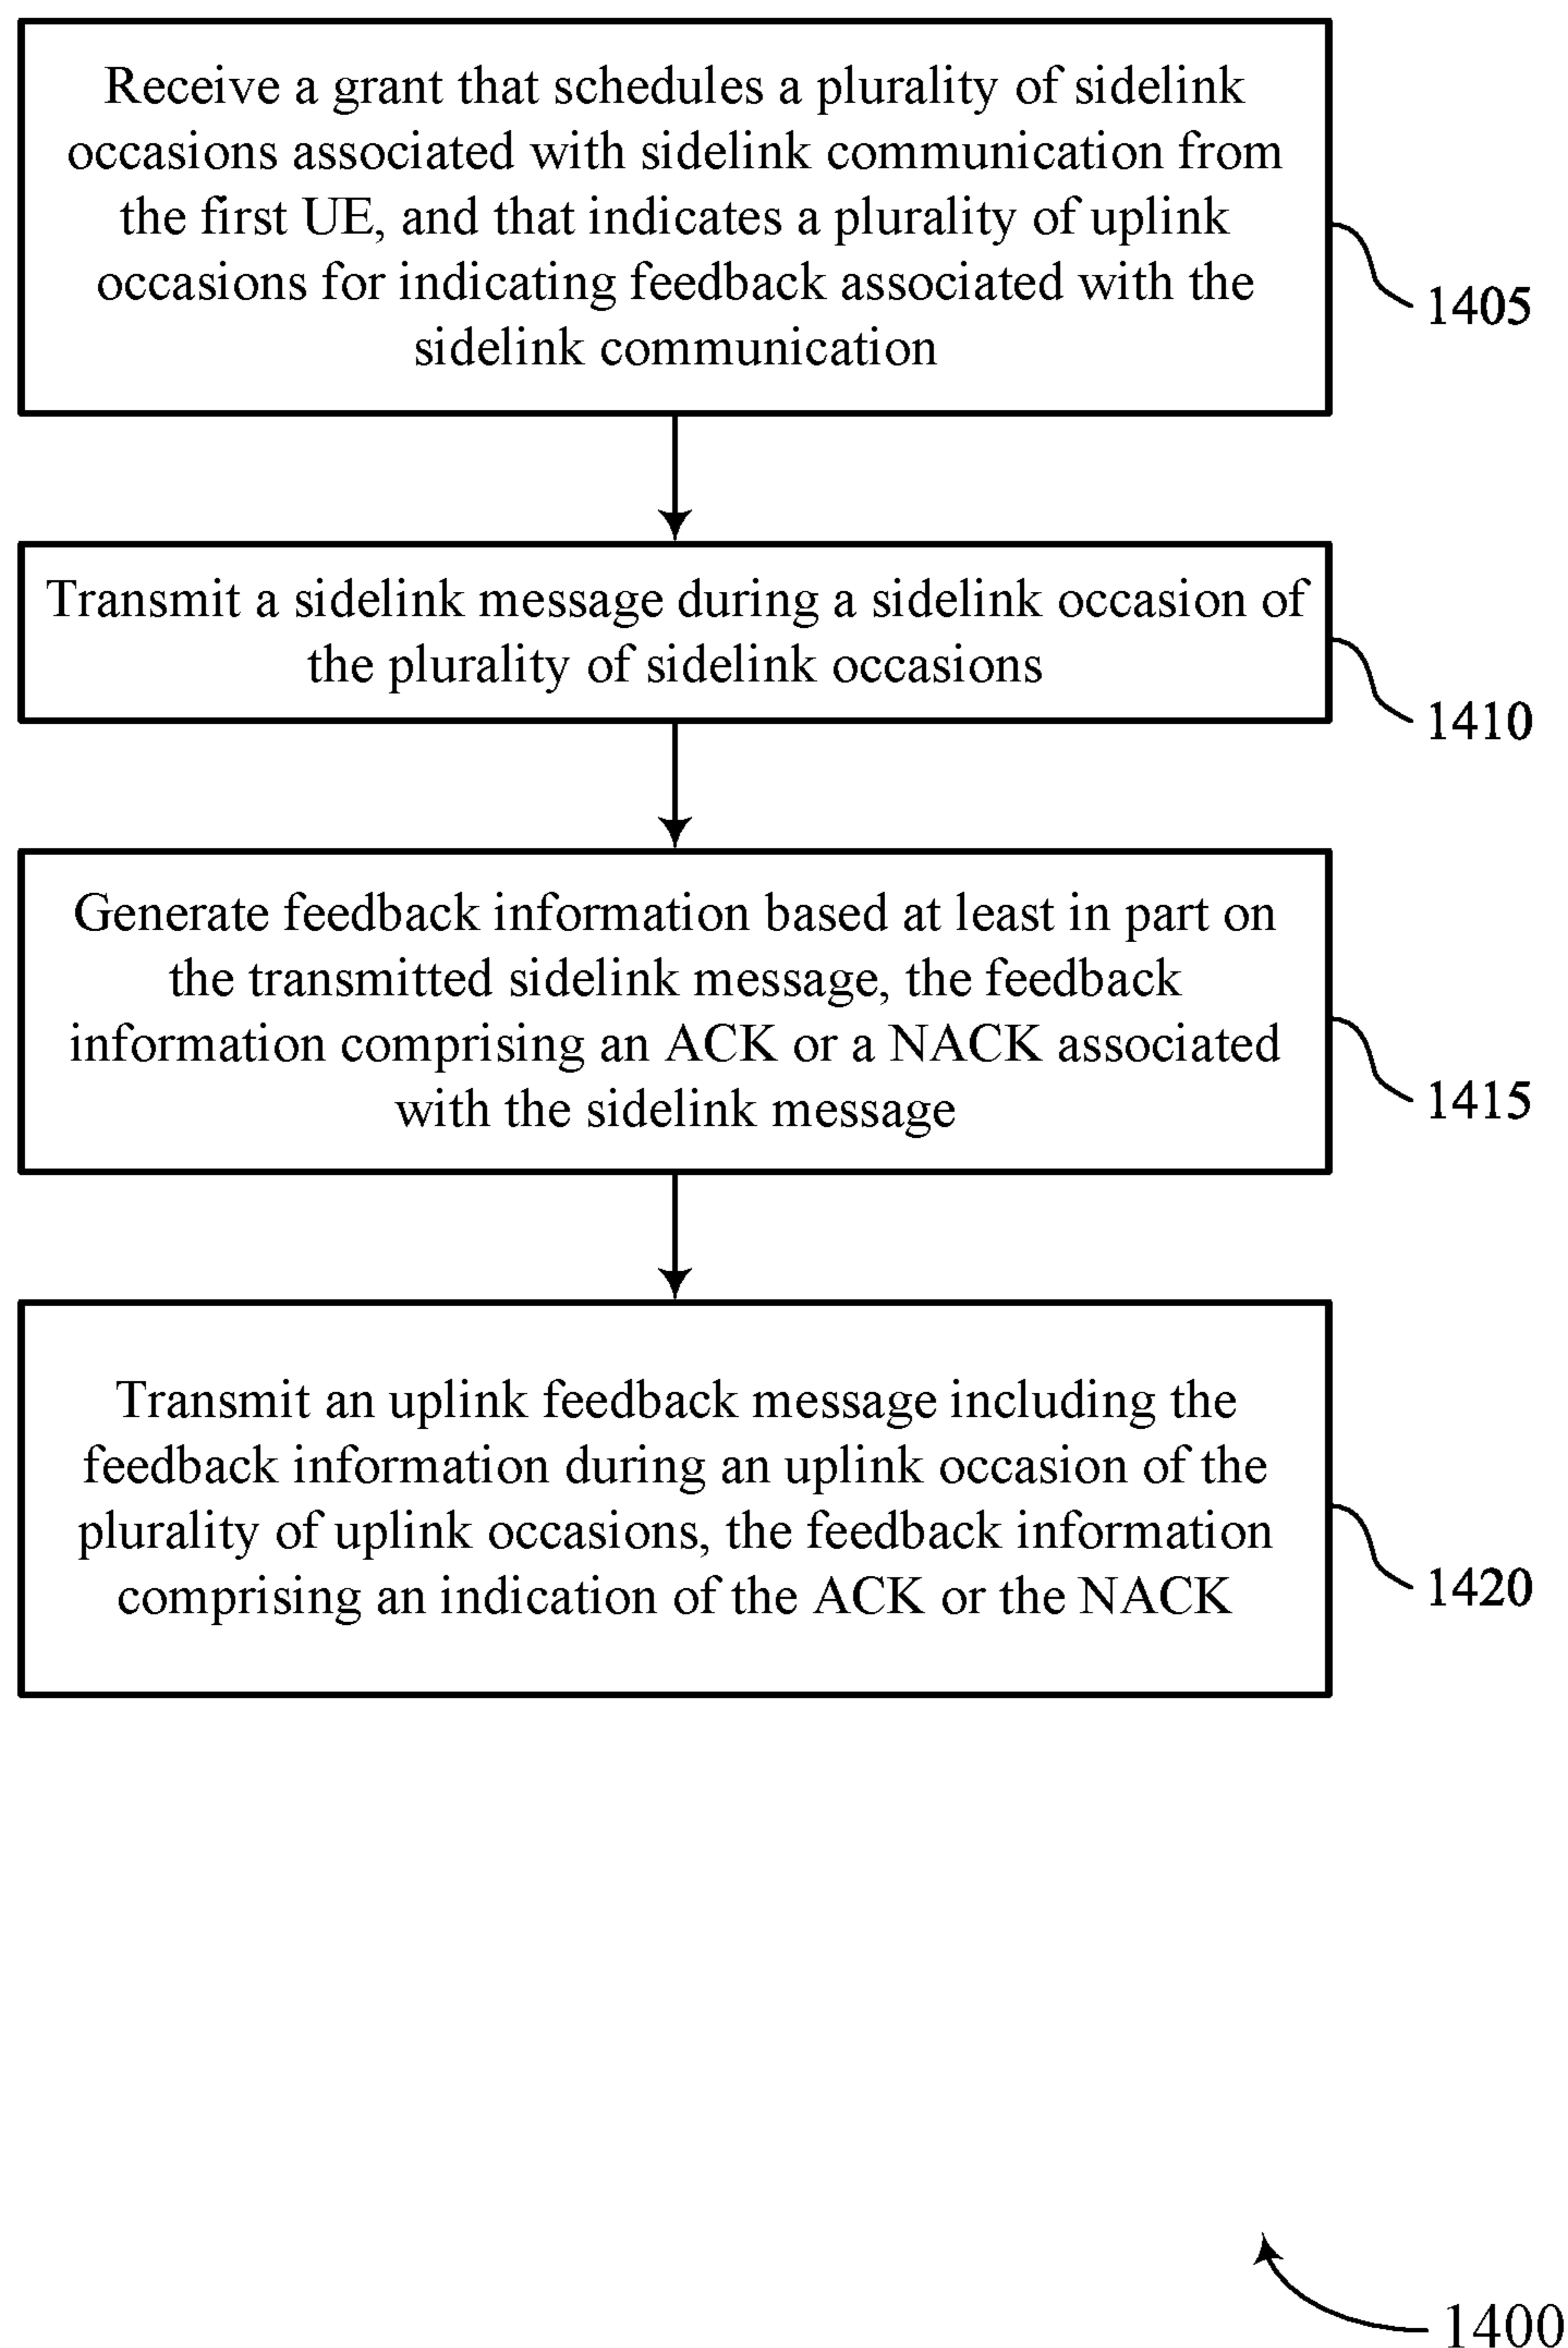 Receive a grant that schedules a plurality of sidelink
occasions associated with sidelink communication from
the first UE, and that indicates a plurality of uplink
occasions for indicating feedback associated with the
sidelink communication
1405
Transmit a sidelink message during a sidelink occasion of
the plurality of sidelink occasions
1410
Generate feedback information based at least in part on
the transmitted sidelink message, the feedback
information comprising an ACK or a NACK associated
with the sidelink message
1415
Transmit an uplink feedback message including the
feedback information during an uplink occasion of the
plurality of uplink occasions, the feedback information
comprising an indication of the ACK or the NACK
1420
1400